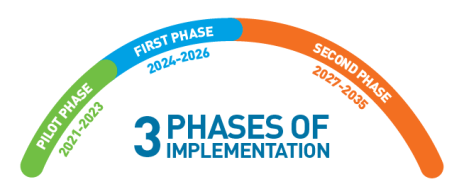 PILOT PHASE
2021-2023
FIRST PHASE
2024-2026
SECOND PHASE
2027-2035
3 PHASES OF
IMPLEMENTATION